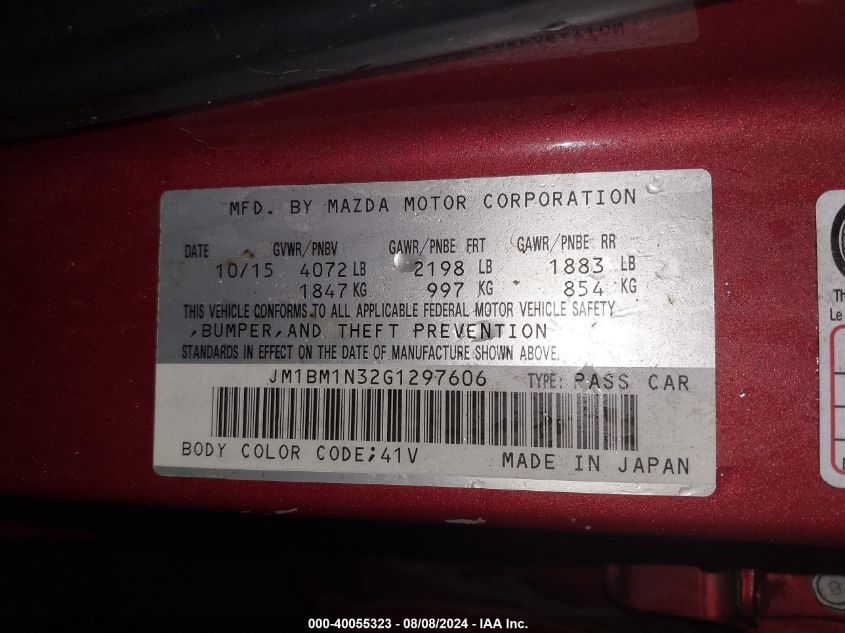 MFD. BY MAZDA MOTOR CORPORATION
DATE GVWR/PNBV GAWR/PNBE FRT GAWR/PNBE RR
10/15 4072 LB 2198 LB 1883 LB
1847 KG 997 KG 854 KG
THIS VEHICLE CONFORMS TO ALL APPLICABLE FEDERAL MOTOR VEHICLE SAFETY
,BUMPER,AND THEFT PREVENTION
STANDARDS IN EFFECT ON THE DATE OF MANUFACTURE SHOWN ABOVE.
JM1BM1N32G1297606 TYPE: PASS CAR
BODY COLOR CODE;41V MADE IN JAPAN
Th
Le
000-40055323 - 08/08/2024 - IAA Inc.